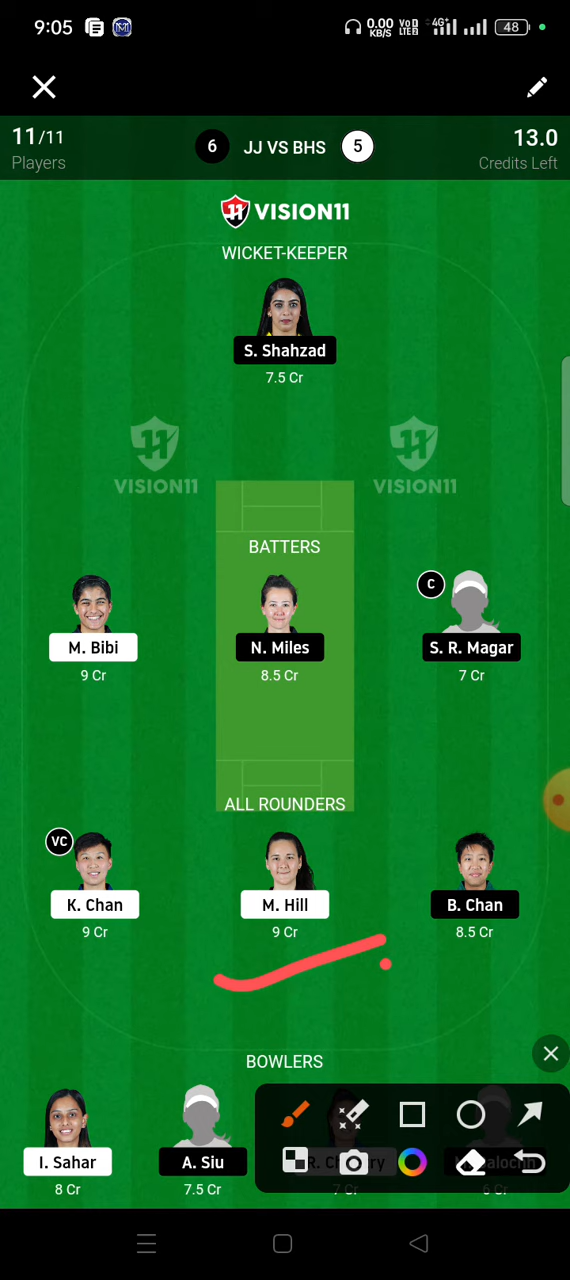 9:05 0.00 KB/S Vo LTE2 4G+ 48
11/11 6 JJ VS BHS 5 13.0
Players Credits Left
11 VISION11
WICKET-KEEPER
S. Shahzad
7.5 Cr
VISION11 VISION11
BATTERS
C
M. Bibi N. Miles S. R. Magar
9 Cr 8.5 Cr 7 Cr
ALL ROUNDERS
VC
K. Chan M. Hill B. Chan
9 Cr 9 Cr 8.5 Cr
BOWLERS
I. Sahar A. Siu
8 Cr 7.5 Cr 7 Cr 6 Cr